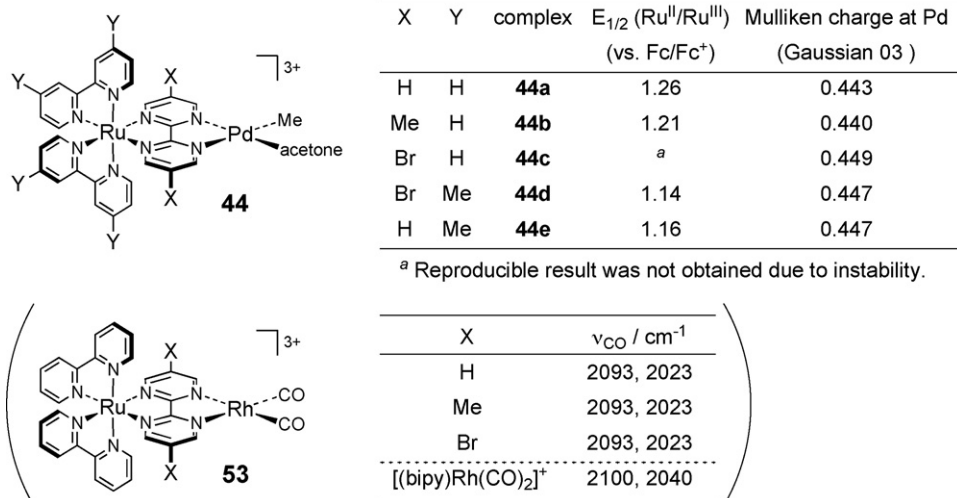 X Y complex E1/2 (RuII/RuIII) Mulliken charge at Pd
(vs. Fc/Fc+) (Gaussian 03 )
H H 44a 1.26 0.443
Me H 44b 1.21 0.440
Br H 44c a 0.449
Br Me 44d 1.14 0.447
H Me 44e 1.16 0.447
a Reproducible result was not obtained due to instability.
Y
Y
X
3+
N
N
N
N
Me
Ru
Pd
N
N
N
N
acetone
Y
X
44
Y
X
3+
N
N
N
N
CO
Ru
Rh
N
N
N
N
CO
X
53
X νCO / cm-1
H 2093, 2023
Me 2093, 2023
Br 2093, 2023
[(bipy)Rh(CO)2]+ 2100, 2040